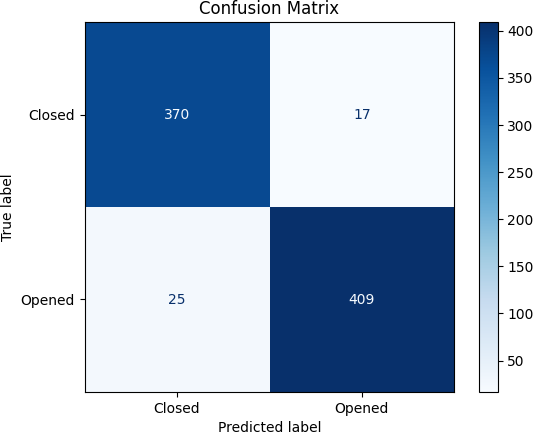 Confusion Matrix
Closed
370
17
400
350
300
250
200
150
100
50
True label
Opened
25
409
Closed
Opened
Predicted label